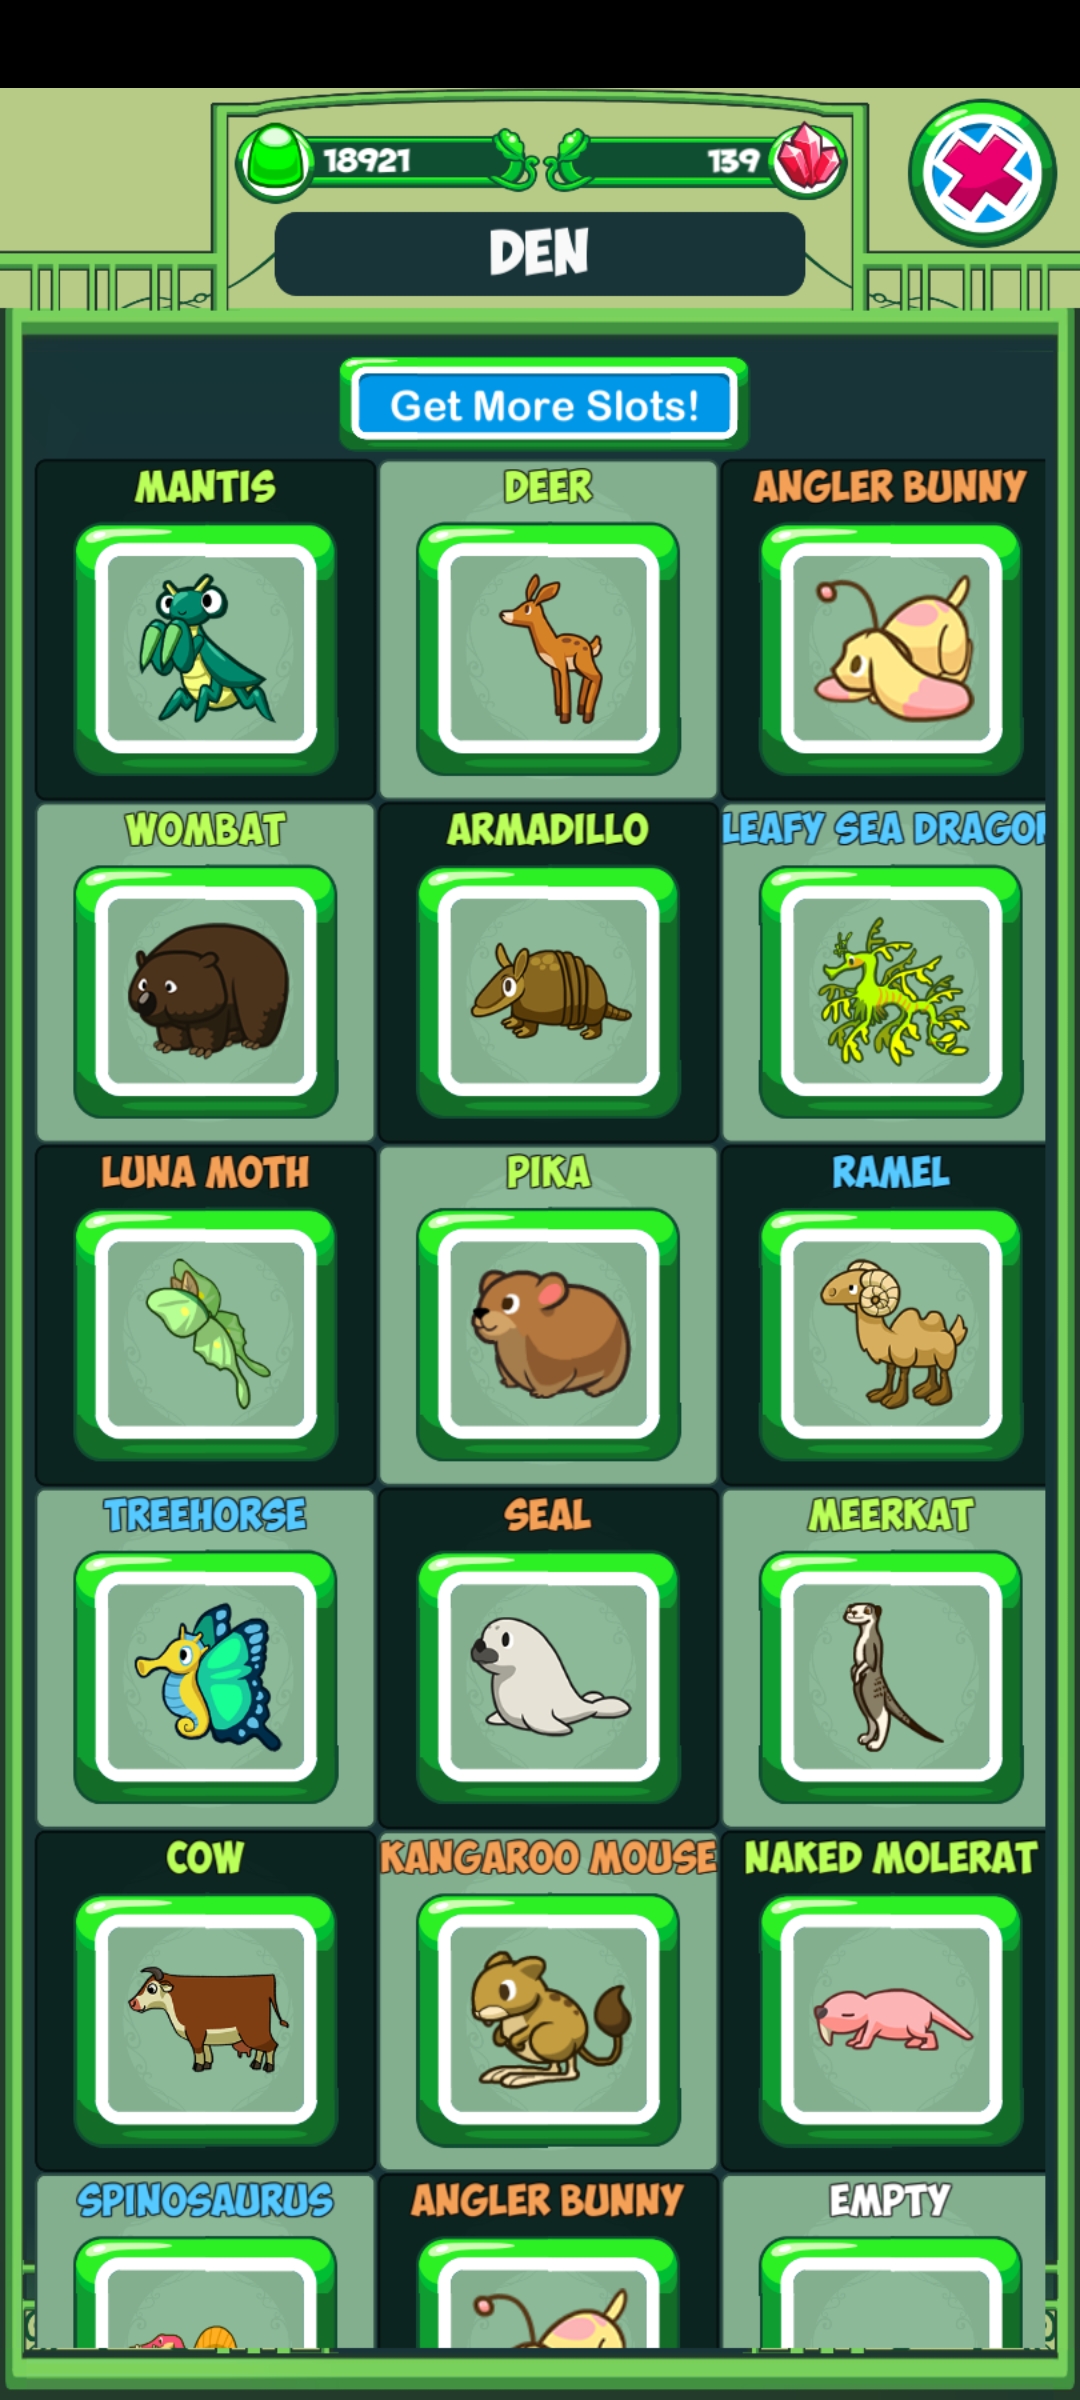 18921
139
DEN
Get More Slots!
MANTIS
DEER
ANGLER BUNNY
WOMBAT
ARMADILLO
LEAFY SEA DRAGON
LUNA MOTH
PIKA
RAMEL
TREEHORSE
SEAL
MEERKAT
COW
KANGAROO MOUSE
NAKED MOLERAT
SPINOSAURUS
ANGLER BUNNY
EMPTY